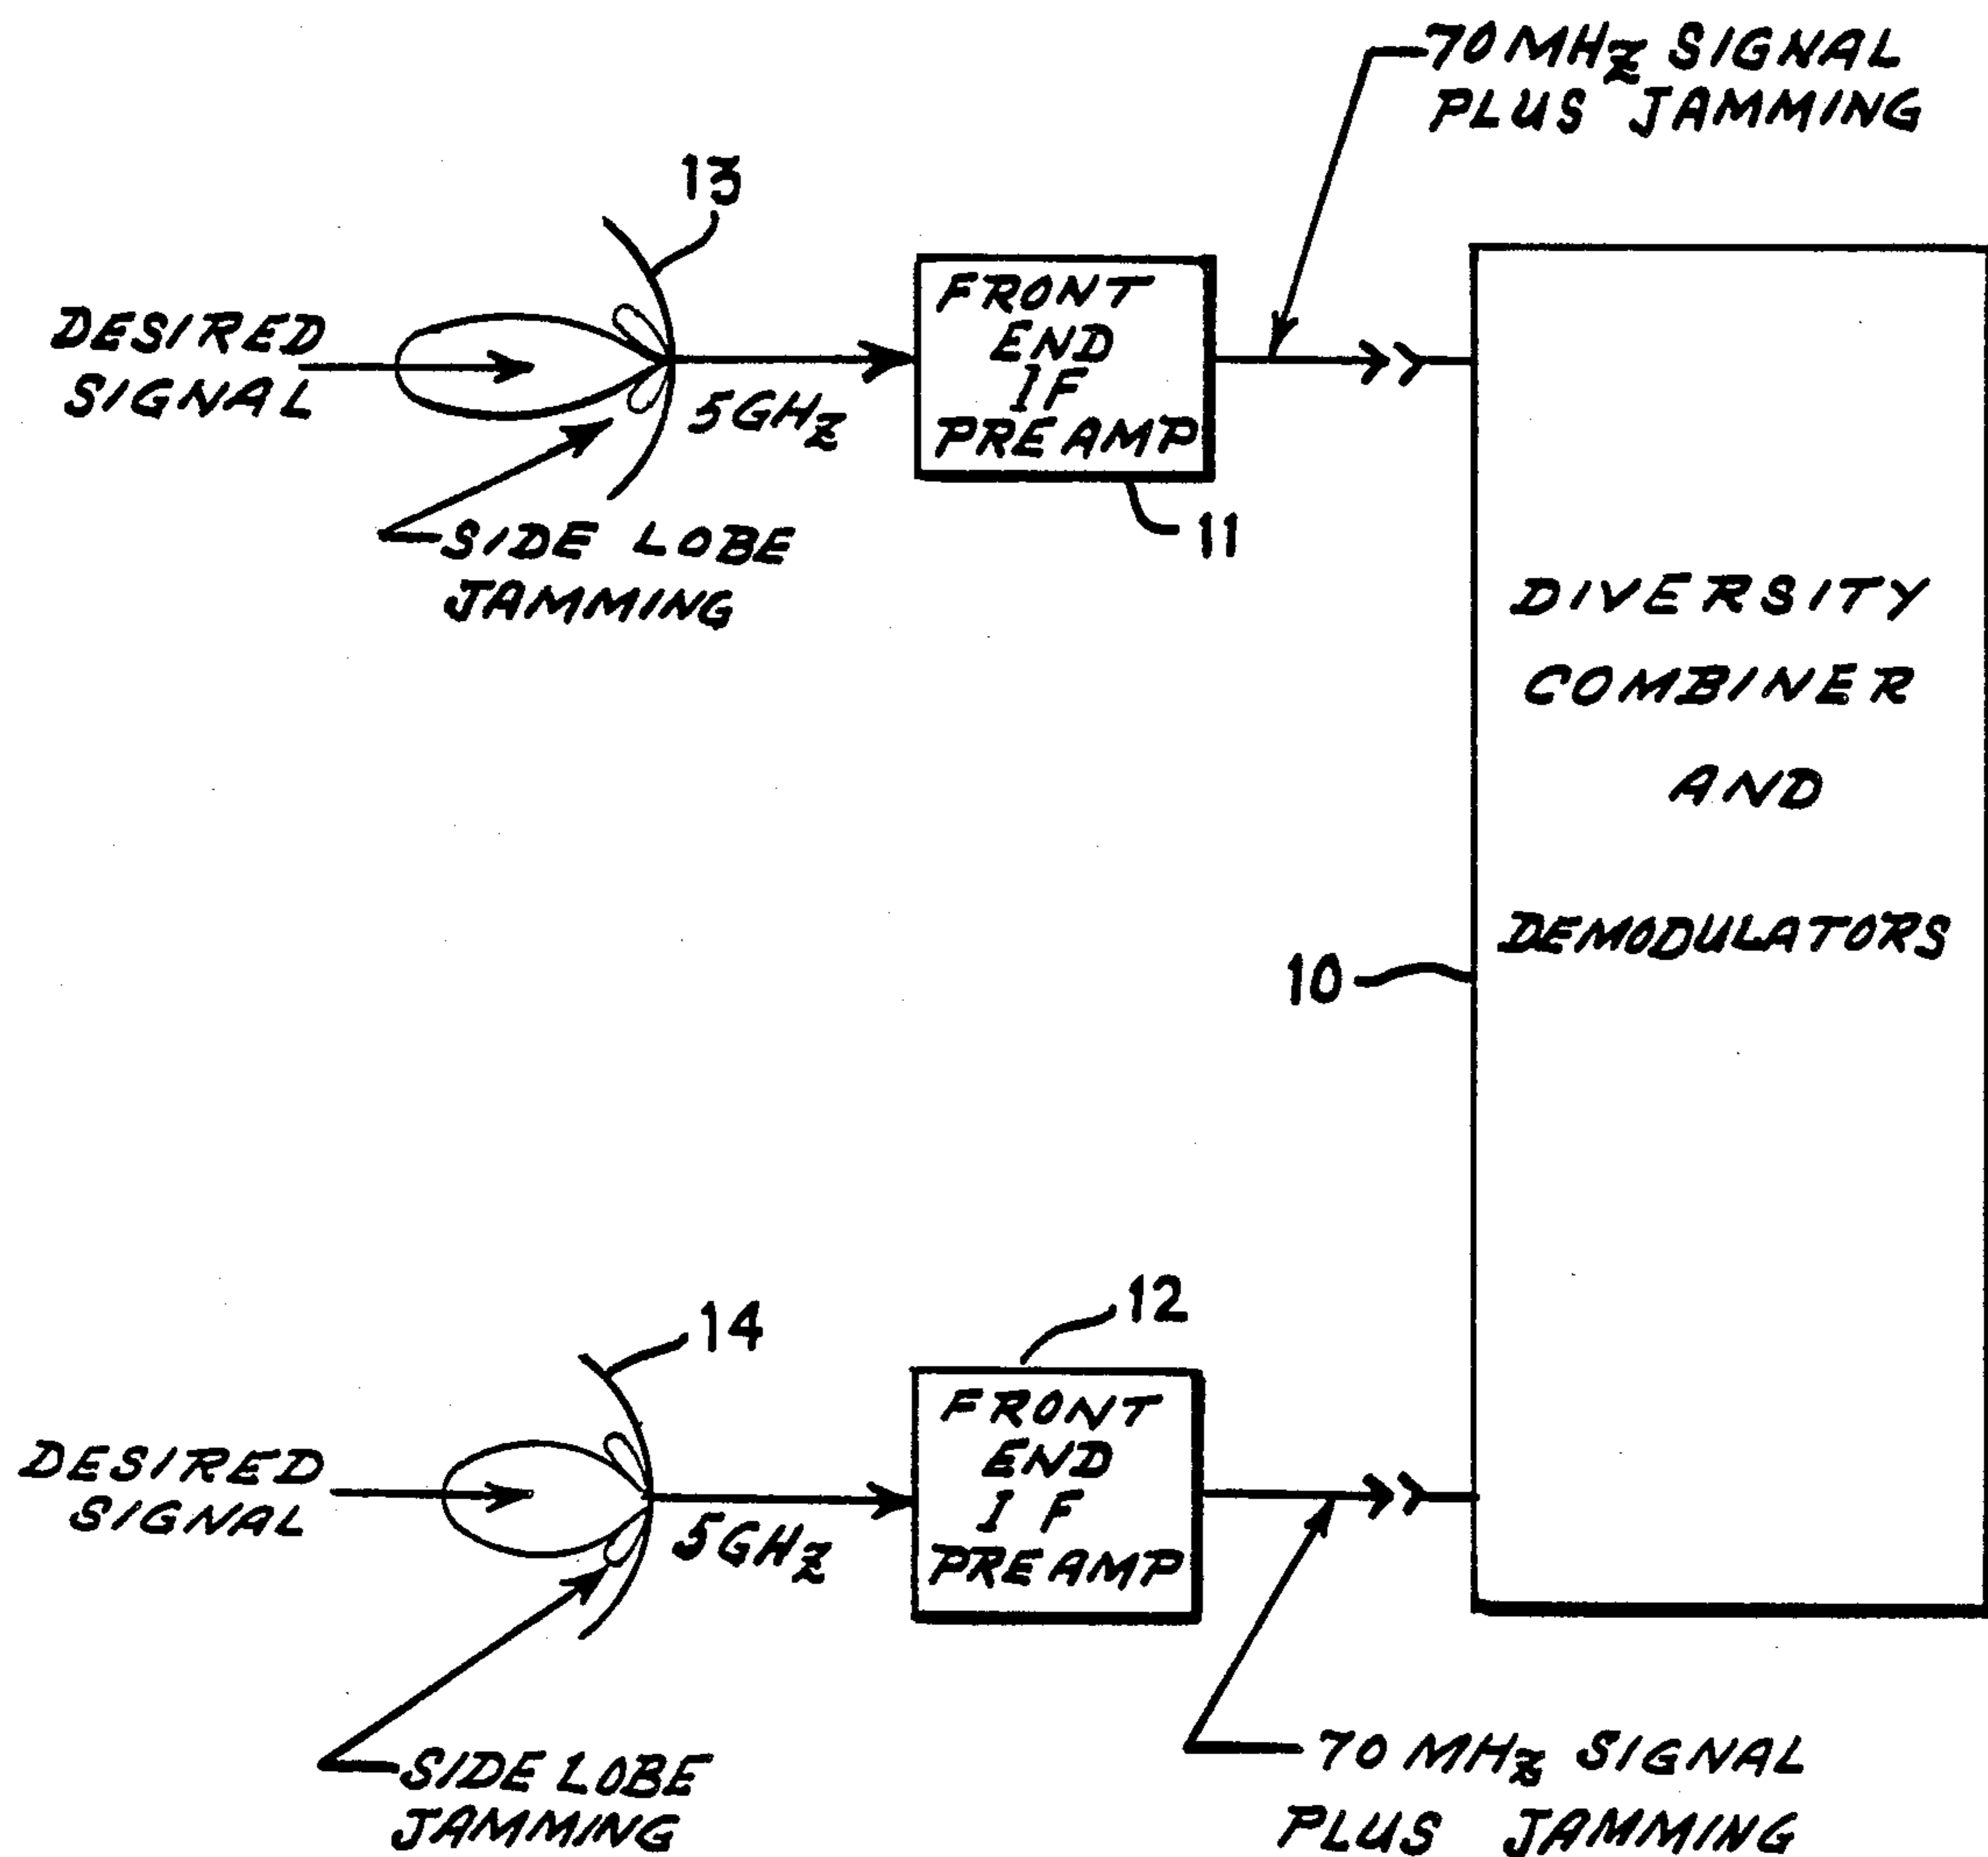 70 MHz SIGNAL
PLUS JAMMING
13
DESIRED
SIGNAL
5GHz
FRONT
END
IF
PREAMP
SIDE LOBE
JAMMING
11
DIVERSITY
COMBINER
AND
DEMODULATORS
10
14
12
DESIRED
SIGNAL
5GHz
FRONT
END
IF
PREAMP
SIDE LOBE
JAMMING
70 MHz SIGNAL
PLUS JAMMING